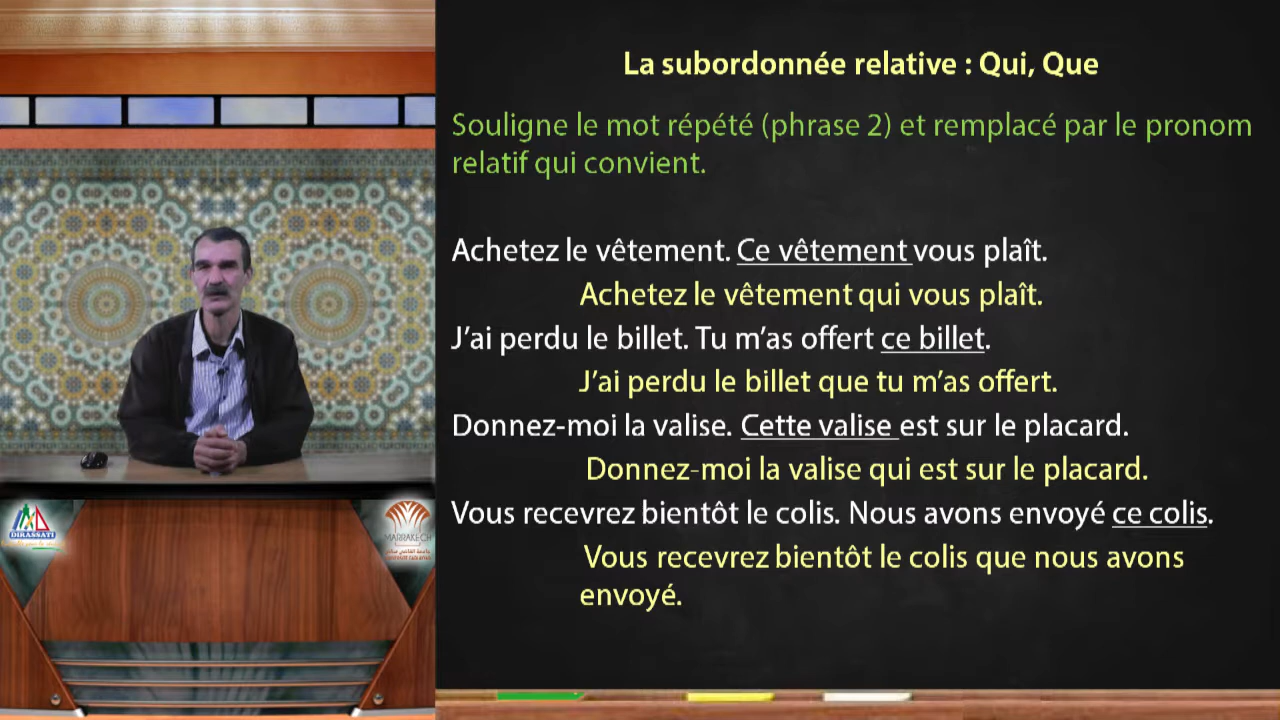 La subordonnée relative : Qui, Que
Souligne le mot répété (phrase 2) et remplacé par le pronom
relatif qui convient.
Achetez le vêtement. Ce vêtement vous plaît.
Achetez le vêtement qui vous plaît.
J’ai perdu le billet. Tu m’as offert ce billet.
J’ai perdu le billet que tu m’as offert.
Donnez-moi la valise. Cette valise est sur le placard.
Donnez-moi la valise qui est sur le placard.
Vous recevrez bientôt le colis. Nous avons envoyé ce colis.
Vous recevrez bientôt le colis que nous avons
envoyé.
DIRASSATI
MARRAKECH